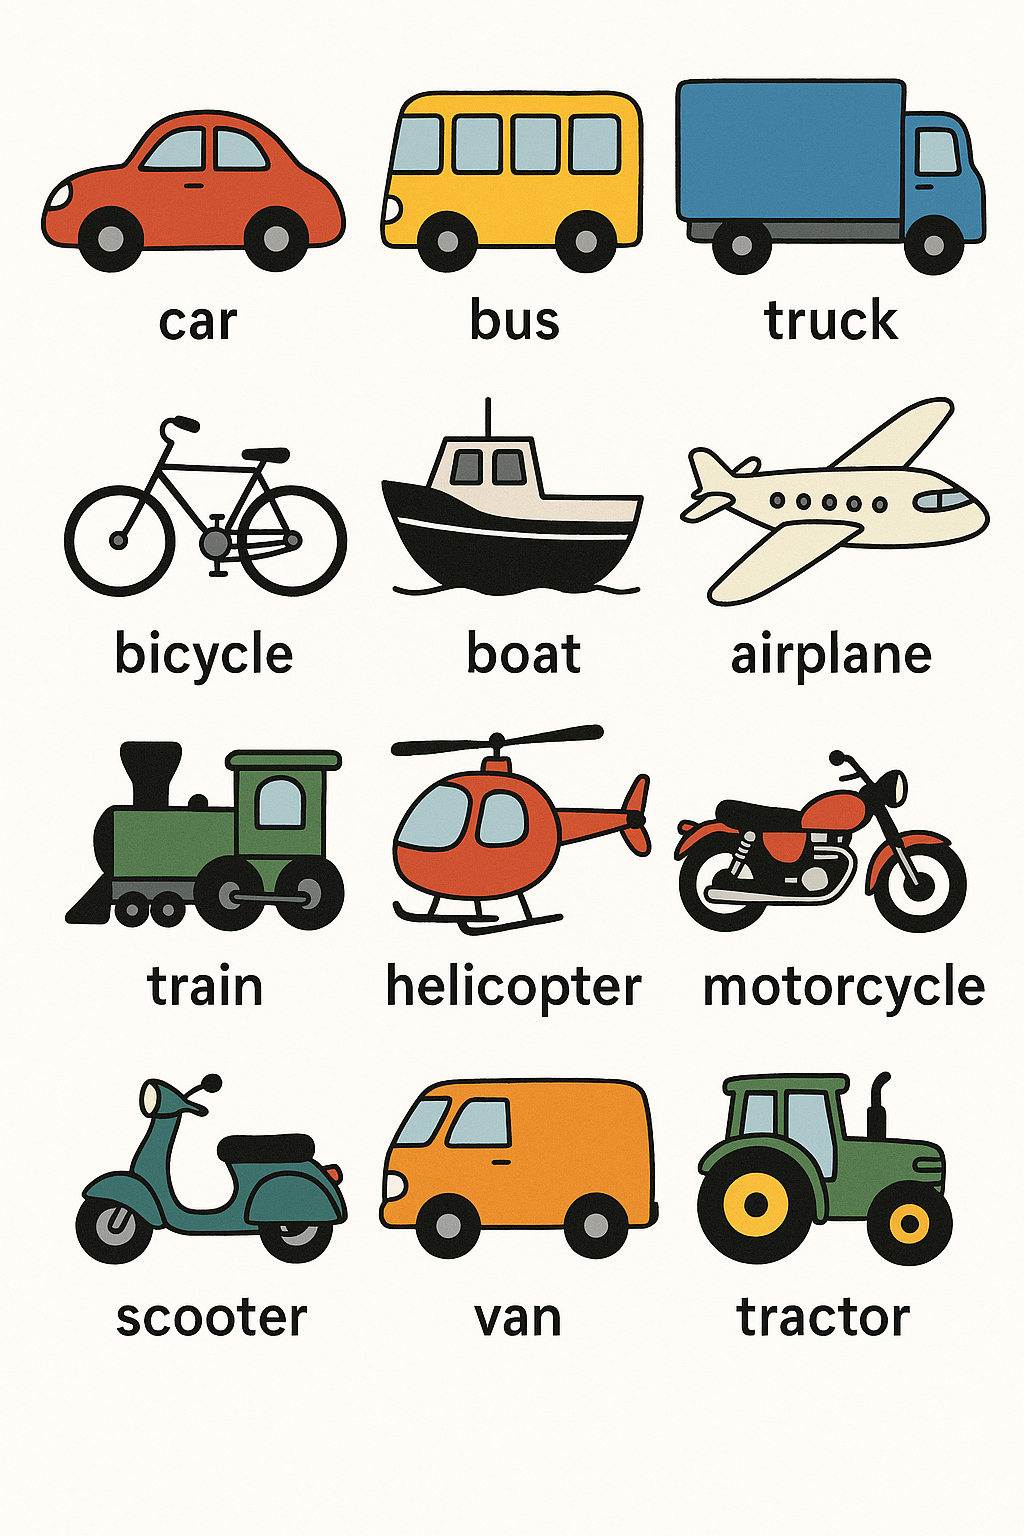 car
bus
truck
bicycle
boat
airplane
train
helicopter
motorcycle
scooter
van
tractor